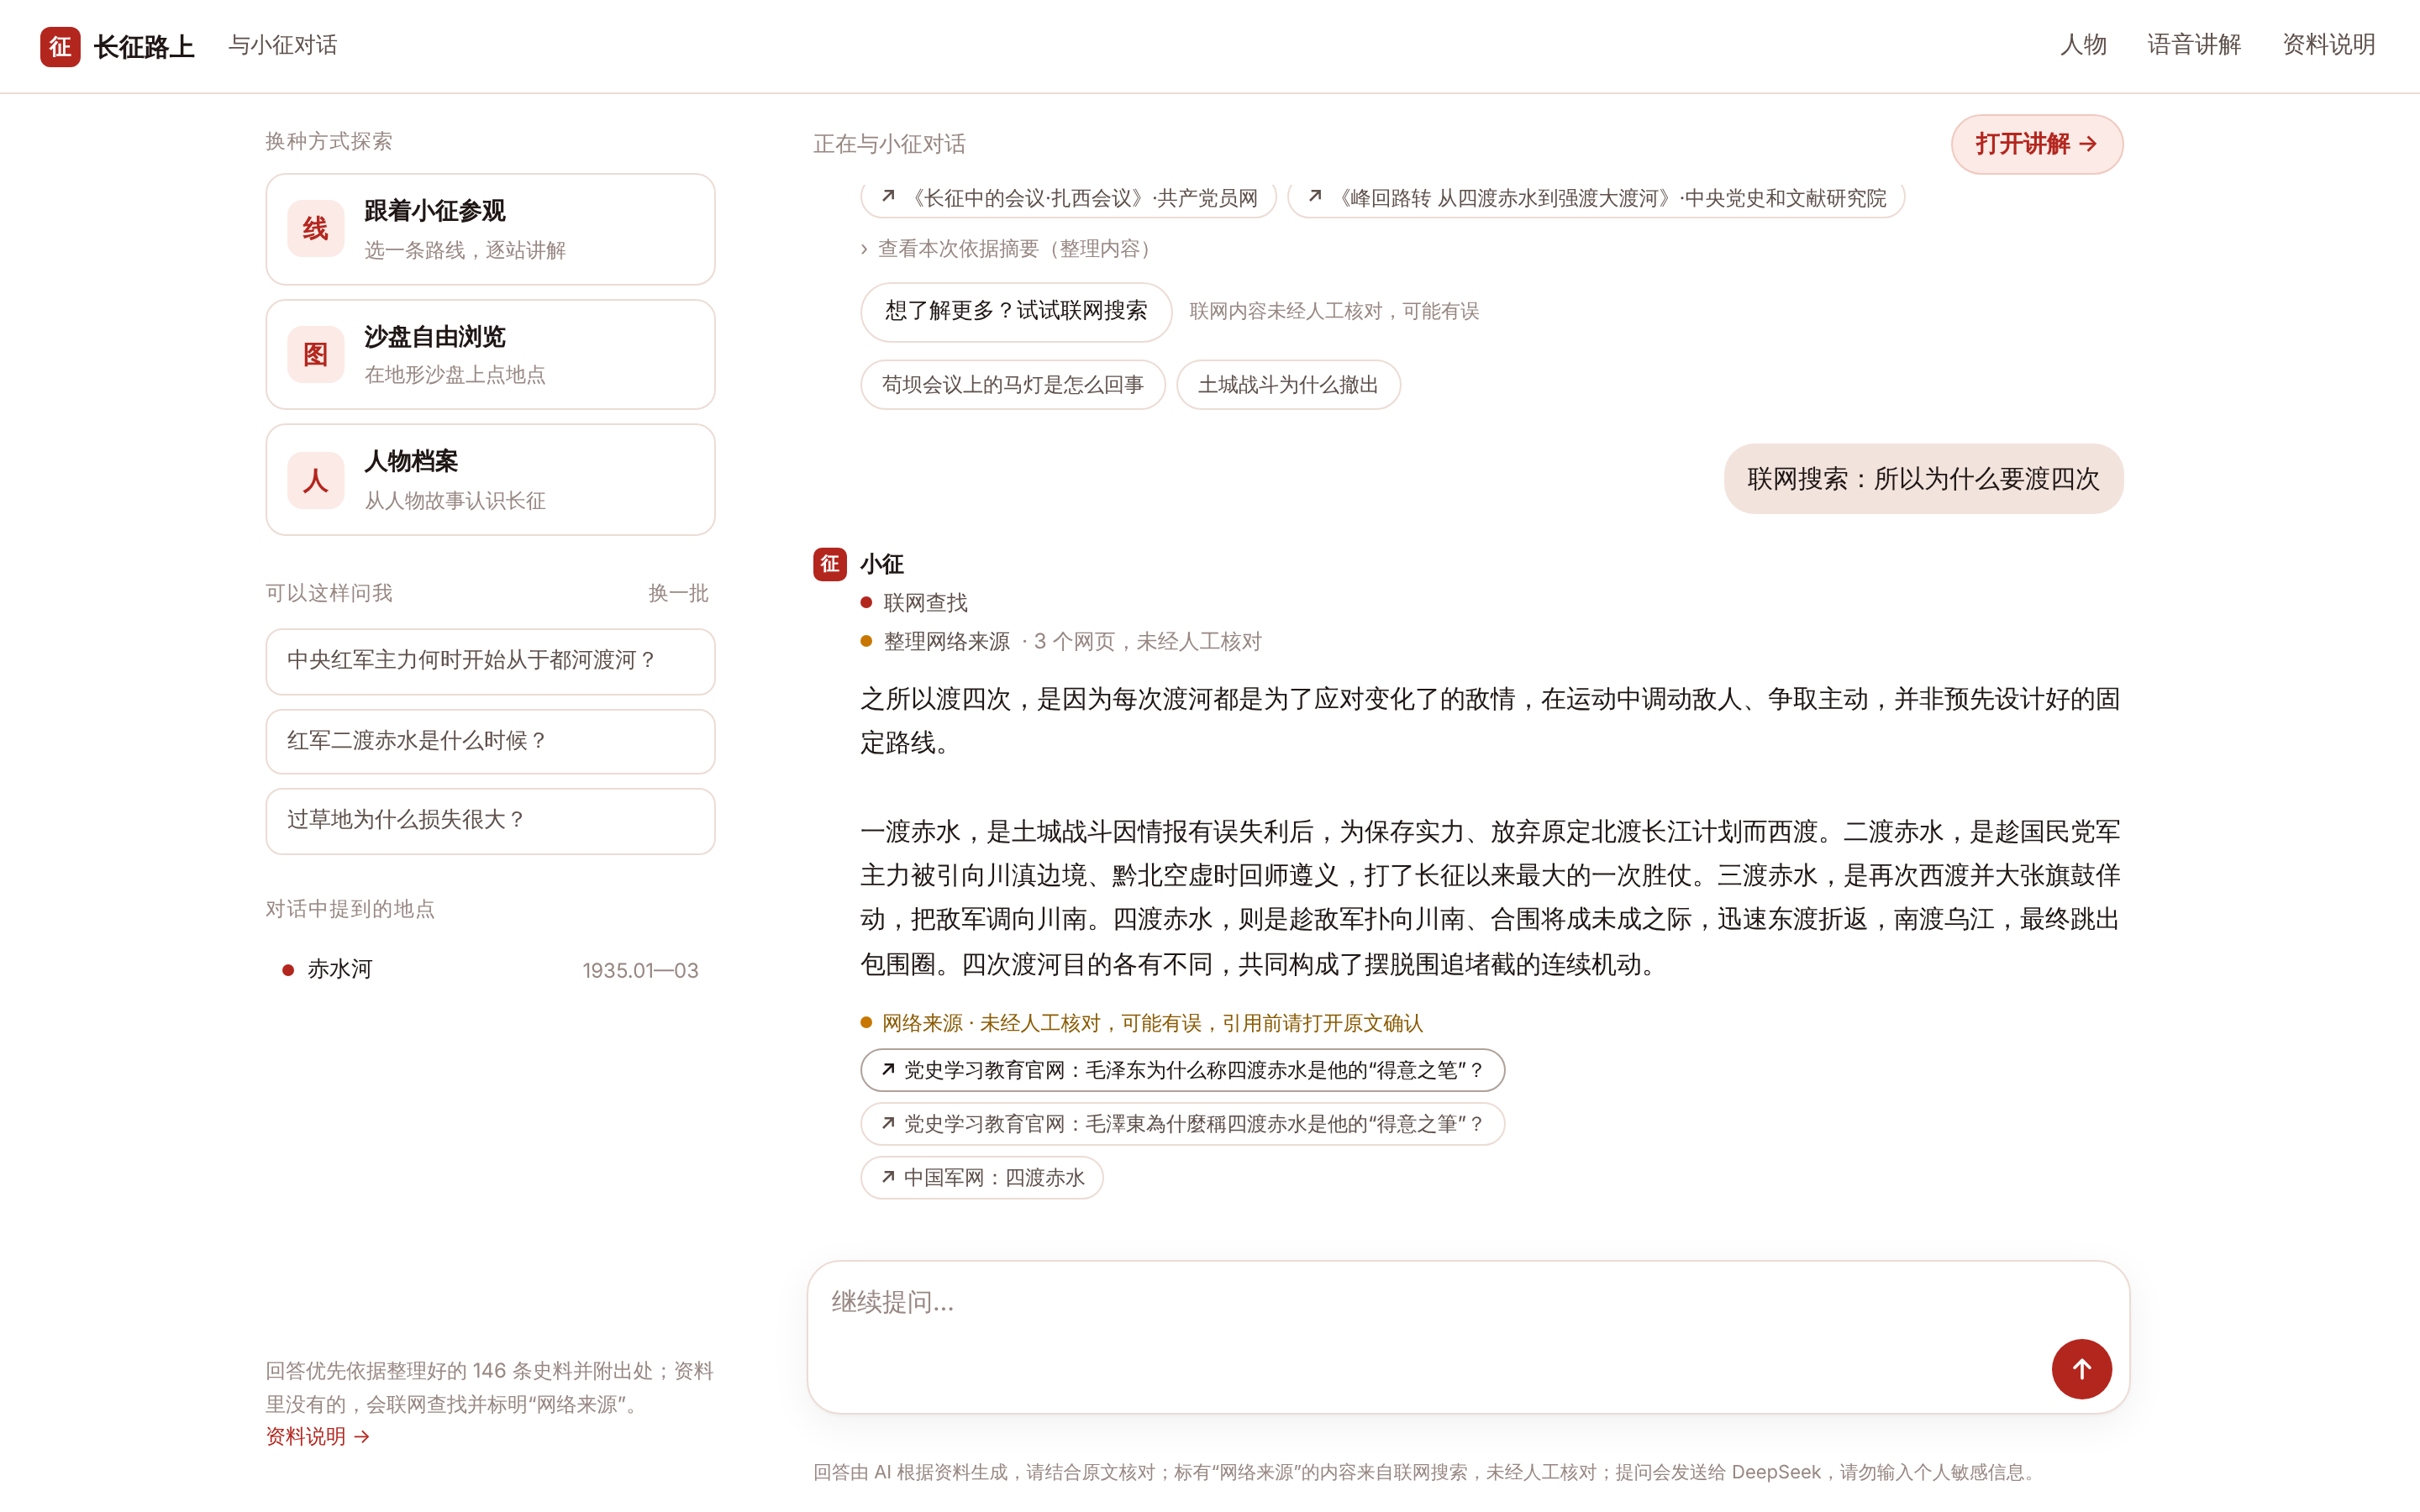 征 长征路上 与小征对话 人物 语音讲解 资料说明
换种方式探索
线 跟着小征参观
选一条路线，逐站讲解
图 沙盘自由浏览
在地形沙盘上点地点
人 人物档案
从人物故事认识长征
可以这样问我 换一批
中央红军主力何时开始从于都河渡河？
红军二渡赤水是什么时候？
过草地为什么损失很大？
对话中提到的地点
赤水河 1935.01—03
回答优先依据整理好的 146 条史料并附出处；资料
里没有的，会联网查找并标明“网络来源”。
资料说明 →
正在与小征对话 打开讲解 →
↗ 《长征中的会议·扎西会议》·共产党员网 ↗ 《峰回路转 从四渡赤水到强渡大渡河》·中央党史和文献研究院
› 查看本次依据摘要（整理内容）
想了解更多？试试联网搜索 联网内容未经人工核对，可能有误
苟坝会议上的马灯是怎么回事 土城战斗为什么撤出
联网搜索：所以为什么要渡四次
征 小征
联网查找
整理网络来源 · 3 个网页，未经人工核对
之所以渡四次，是因为每次渡河都是为了应对变化了的敌情，在运动中调动敌人、争取主动，并非预先设计好的固
定路线。
一渡赤水，是土城战斗因情报有误失利后，为保存实力、放弃原定北渡长江计划而西渡。二渡赤水，是趁国民党军
主力被引向川滇边境、黔北空虚时回师遵义，打了长征以来最大的一次胜仗。三渡赤水，是再次西渡并大张旗鼓佯
动，把敌军调向川南。四渡赤水，则是趁敌军扑向川南、合围将成未成之际，迅速东渡折返，南渡乌江，最终跳出
包围圈。四次渡河目的各有不同，共同构成了摆脱围追堵截的连续机动。
网络来源 · 未经人工核对，可能有误，引用前请打开原文确认
↗ 党史学习教育官网：毛泽东为什么称四渡赤水是他的“得意之笔”？
↗ 党史学习教育官网：毛澤東為什麼稱四渡赤水是他的“得意之筆”？
↗ 中国军网：四渡赤水
继续提问...
回答由 AI 根据资料生成，请结合原文核对；标有“网络来源”的内容来自联网搜索，未经人工核对；提问会发送给 DeepSeek，请勿输入个人敏感信息。